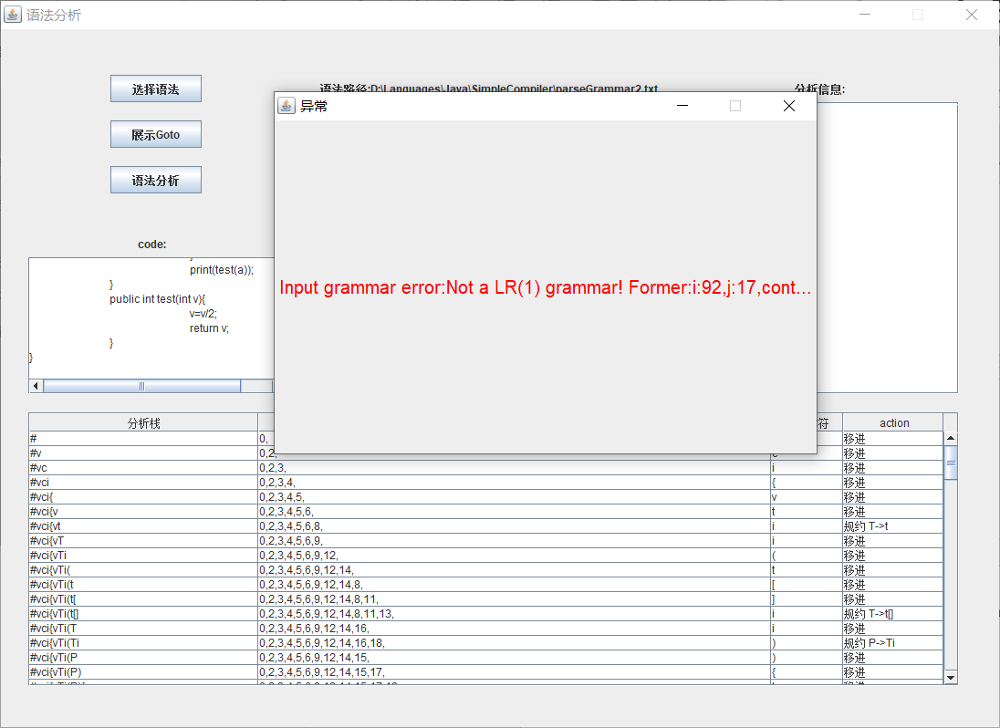 语法分析
选择语法
语法路径:D:\Languages\Java\SimpleCompiler\parseGrammar2.txt
分析信息:
异常
展示Goto
语法分析
code:
print(test(a));
}
public int test(int v){
v=v/2;
return v;
}
}
Input grammar error:Not a LR(1) grammar! Former:i:92,j:17,cont...
分析栈 符 action
# 0, 移进
#v 0,2, 移进
#vc 0,2,3, i 移进
#vci 0,2,3,4, { 移进
#vci{ 0,2,3,4,5, v 移进
#vci{v 0,2,3,4,5,6, t 移进
#vci{vt 0,2,3,4,5,6,8, i 规约 T->t
#vci{vT 0,2,3,4,5,6,9, i 移进
#vci{vTi 0,2,3,4,5,6,9,12, ( 移进
#vci{vTi( 0,2,3,4,5,6,9,12,14, t 移进
#vci{vTi(t 0,2,3,4,5,6,9,12,14,8, [ 移进
#vci{vTi(t[ 0,2,3,4,5,6,9,12,14,8,11, ] 移进
#vci{vTi(t[] 0,2,3,4,5,6,9,12,14,8,11,13, i 规约 T->t[]
#vci{vTi(T 0,2,3,4,5,6,9,12,14,16, i 移进
#vci{vTi(Ti 0,2,3,4,5,6,9,12,14,16,18, ) 规约 P->Ti
#vci{vTi(P 0,2,3,4,5,6,9,12,14,15, ) 移进
#vci{vTi(P) 0,2,3,4,5,6,9,12,14,15,17, { 移进